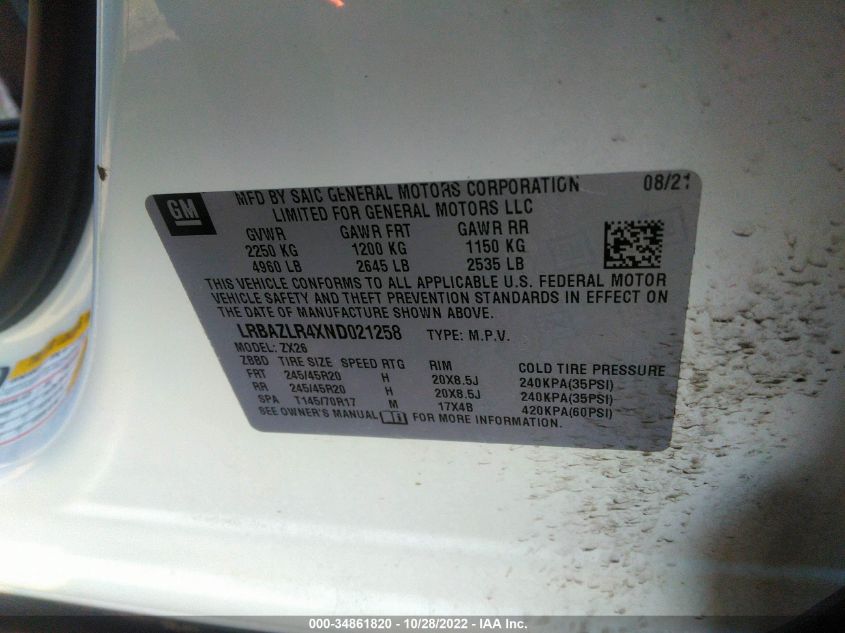 GM
MFD BY SAIC GENERAL MOTORS CORPORATION 08/21
LIMITED FOR GENERAL MOTORS LLC
GVWR GAWR FRT GAWR RR
2250 KG 1200 KG 1150 KG
4960 LB 2645 LB 2535 LB
THIS VEHICLE CONFORMS TO ALL APPLICABLE U.S. FEDERAL MOTOR
VEHICLE SAFETY AND THEFT PREVENTION STANDARDS IN EFFECT ON
THE DATE OF MANUFACTURE SHOWN ABOVE.
LRBAZLR4XND021258 TYPE: M.P.V.
MODEL: ZX26
ZBBD TIRE SIZE SPEED RTG RIM COLD TIRE PRESSURE
FRT 245/45R20 H 20X8.5J 240KPA(35PSI)
RR 245/45R20 H 20X8.5J 240KPA(35PSI)
SPA T145/70R17 M 17X4B 420KPA(60PSI)
SEE OWNER'S MANUAL FOR MORE INFORMATION.
000-34861820 - 10/28/2022 - IAA Inc.